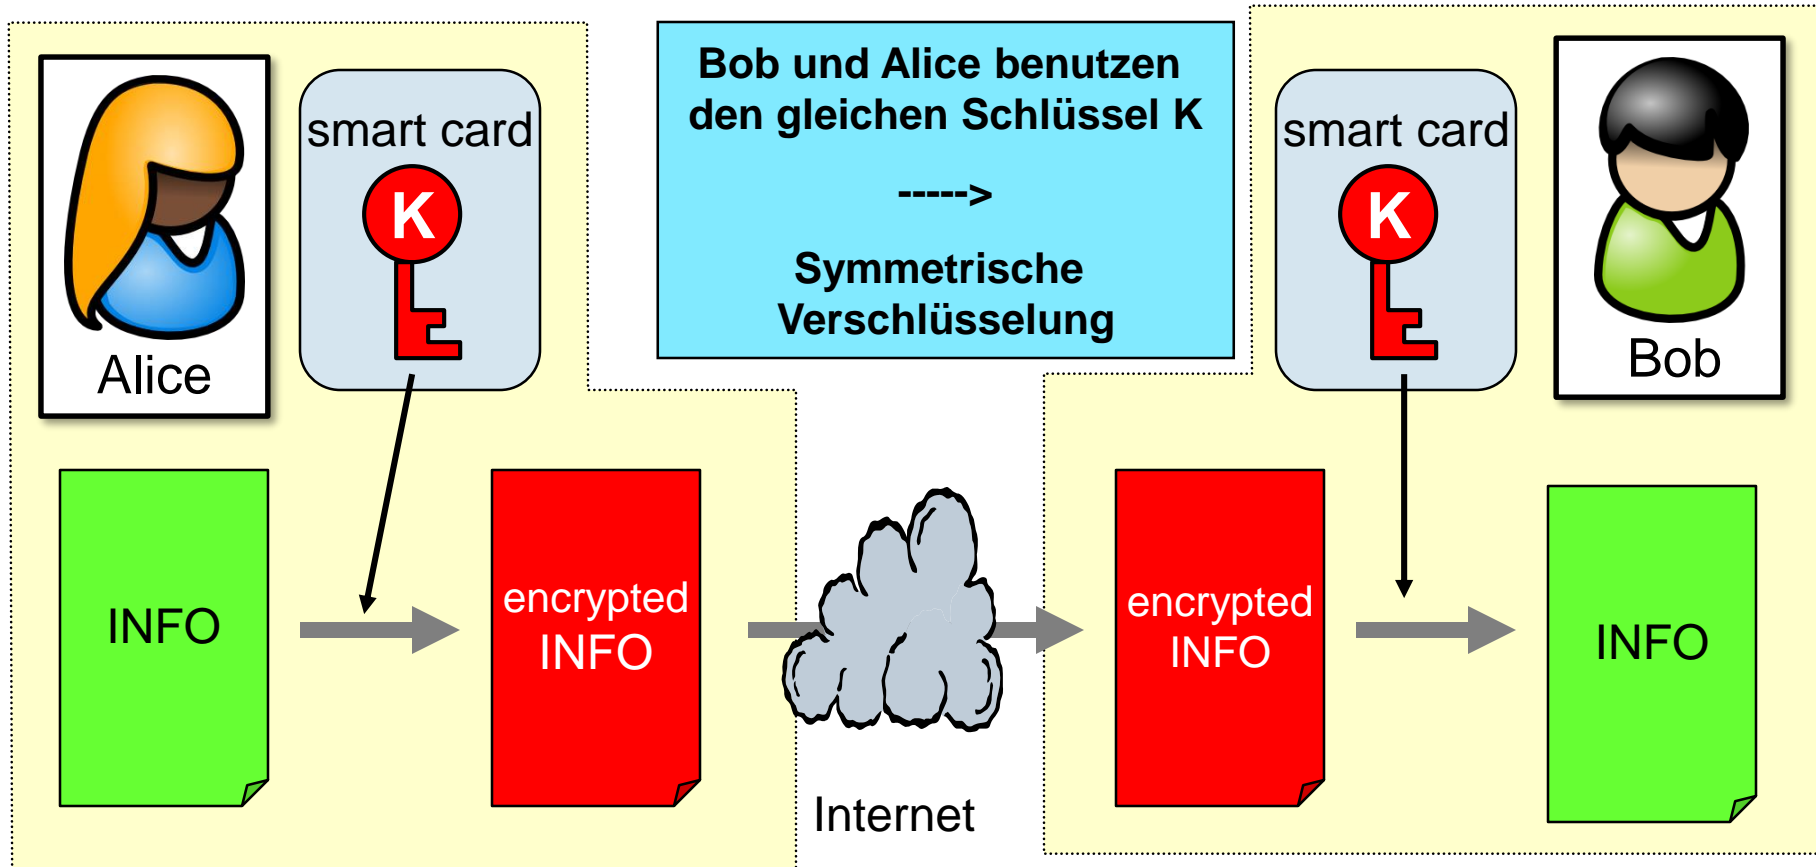 Bob und Alice benutzen
den gleichen Schlüssel K
----->
Symmetrische
Verschlüsselung
smart card
K
Alice
smart card
K
Bob
INFO
encrypted
INFO
Internet
encrypted
INFO
INFO